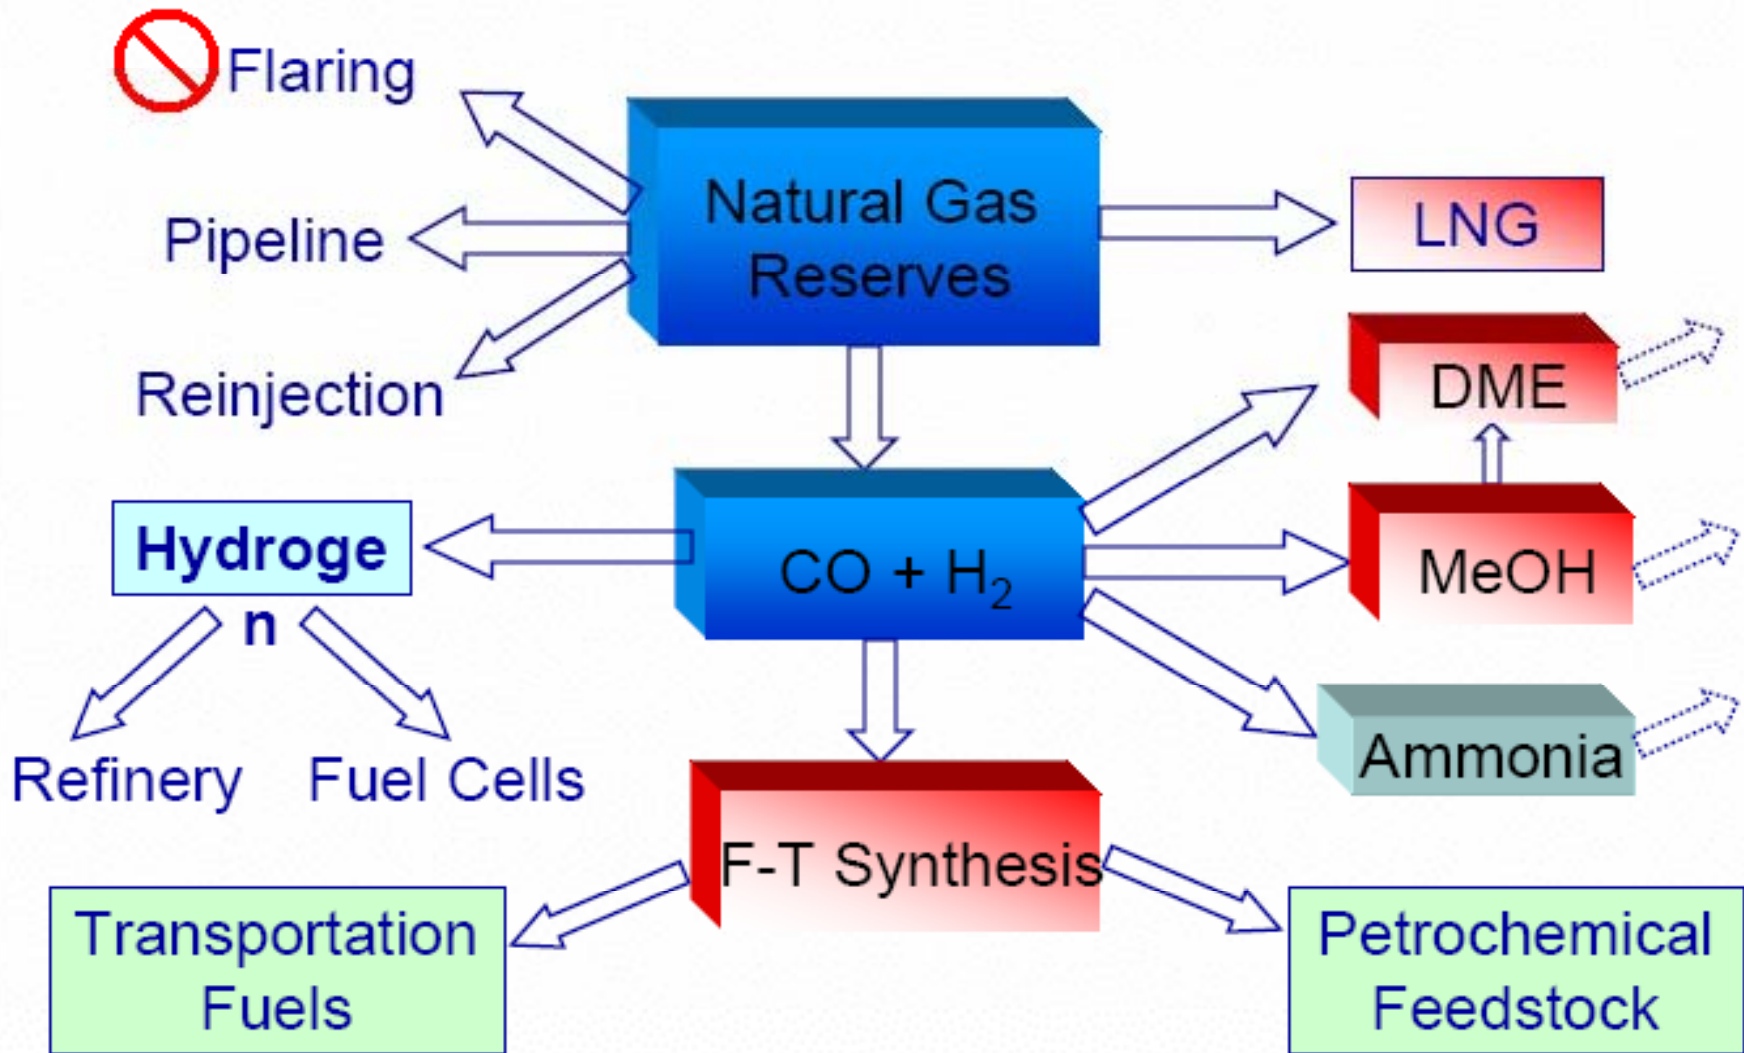 Flaring
Natural Gas
Reserves
Pipeline
LNG
Reinjection
DME
Hydroge
n
CO + H₂
MeOH
Refinery
Fuel Cells
Ammonia
F-T Synthesis
Transportation
Fuels
Petrochemical
Feedstock